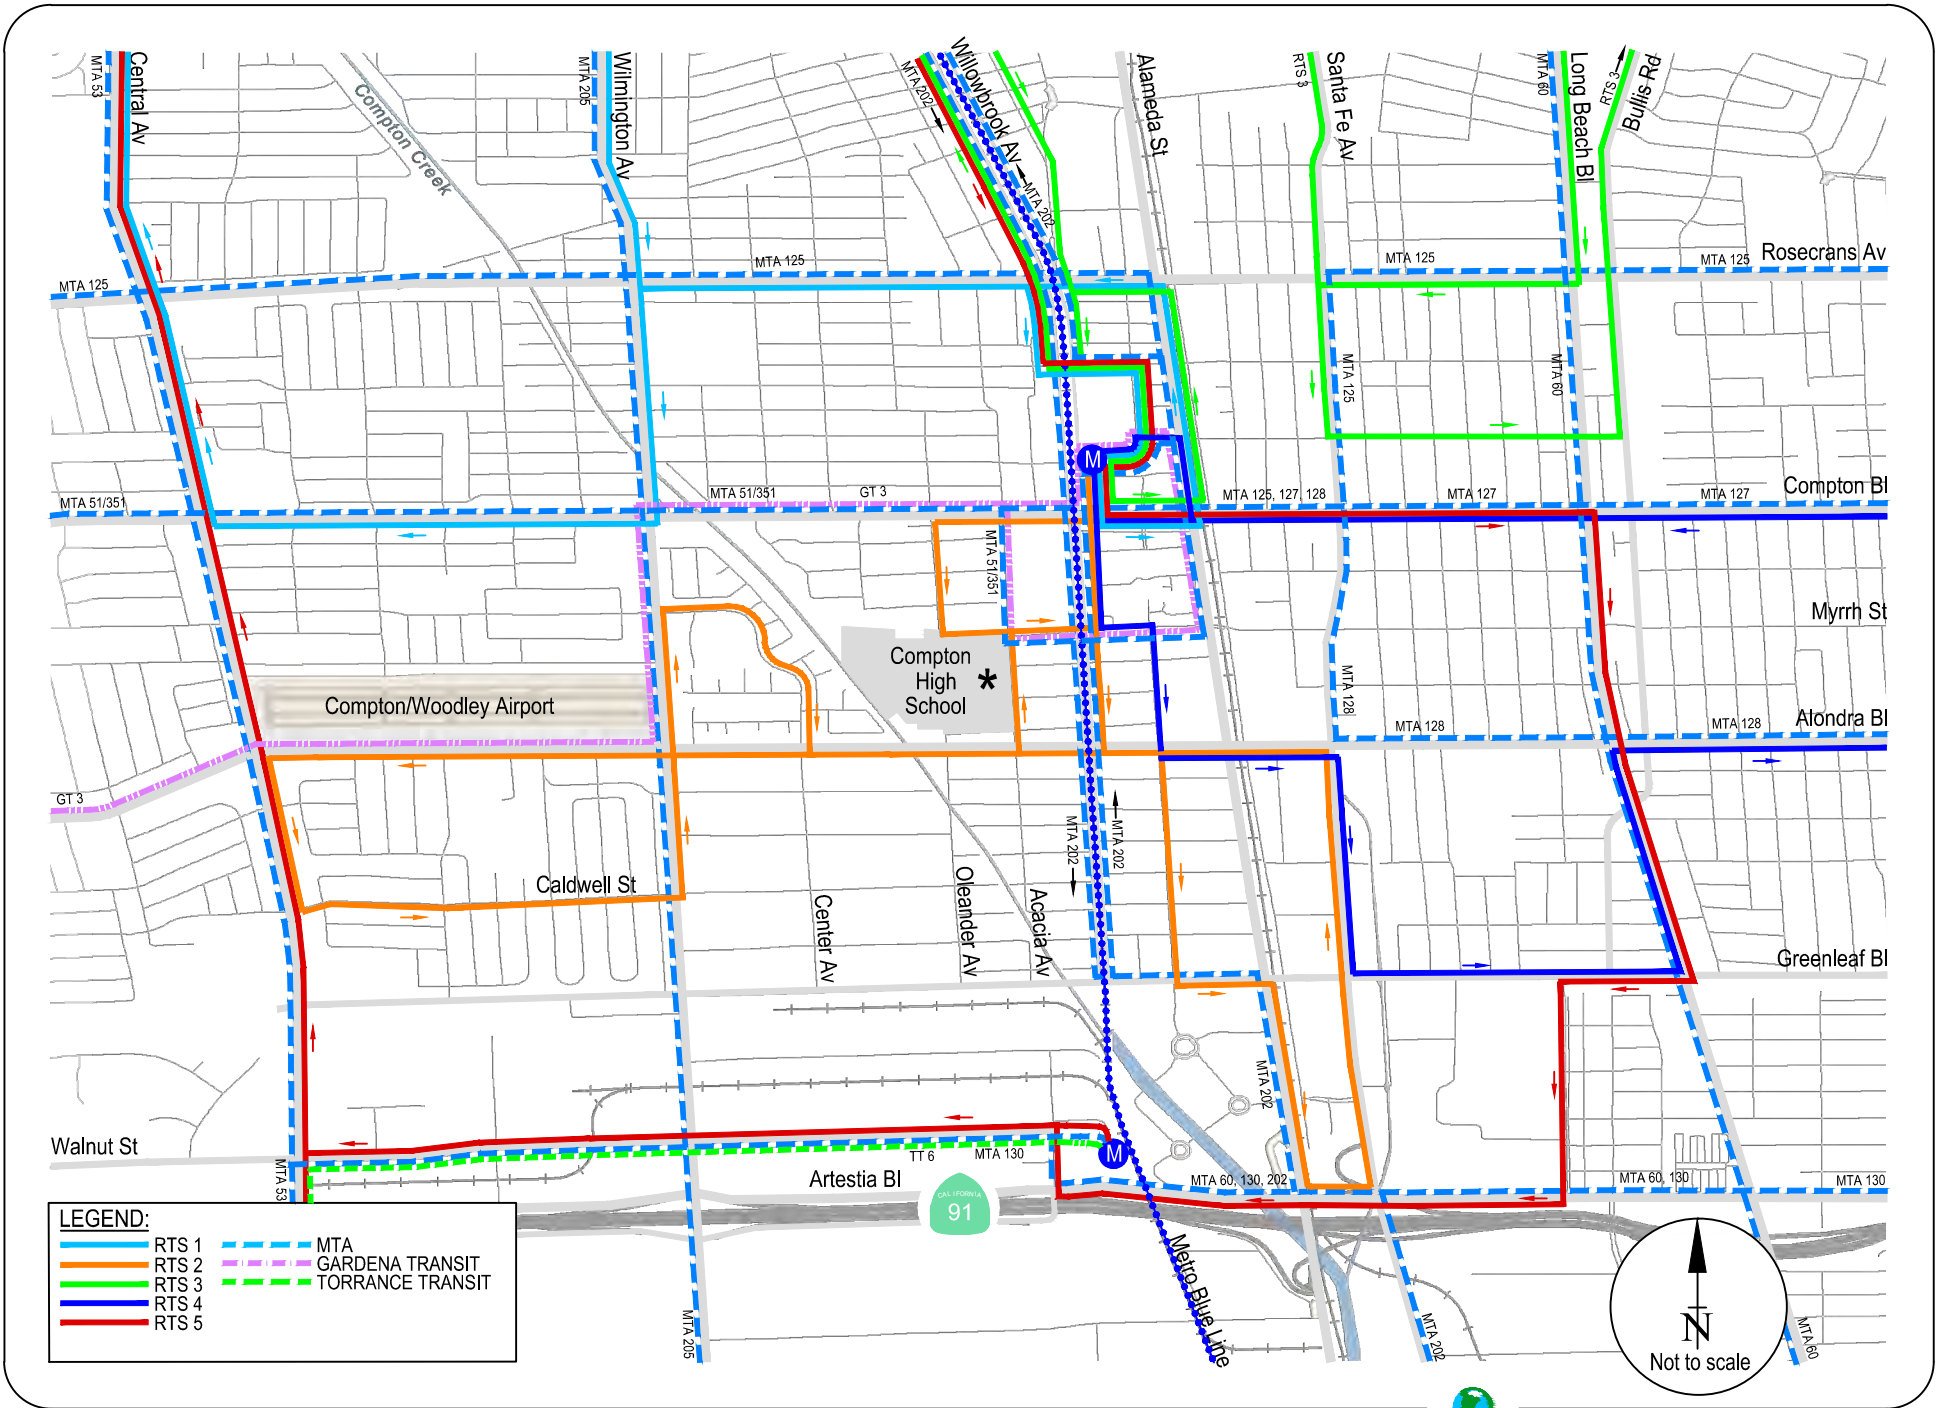 MTA 53
Central Av
Compton Creek
MTA 205
Wilmington Av
MTA 202
Willowbrook Av
MTA 202
Alameda St
RTS 3
Santa Fe Av
MTA 60
Long Beach Bl
RTS 3
Bullis Rd
MTA 125
MTA 125
MTA 125
MTA 125
Rosecrans Av
MTA 125
MTA 60
MTA 51/351
MTA 51/351
GT 3
M
MTA 125, 127, 128
MTA 127
MTA 127
Compton Bl
MTA 51/351
Myrrh St
Compton
High
School
*
Compton/Woodley Airport
MTA 128
MTA 128
MTA 128
Alondra Bl
GT 3
MTA 202
MTA 202
Caldwell St
Center Av
Oleander Av
Acacia Av
Greenleaf Bl
MTA 202
Walnut St
MTA 53
TT 6
MTA 130
M
Artestia Bl
CALIFORNIA
91
MTA 60, 130, 202
MTA 60, 130
MTA 130
LEGEND:
RTS 1
RTS 2
RTS 3
RTS 4
RTS 5
MTA
GARDENA TRANSIT
TORRANCE TRANSIT
MTA 205
Metro Blue Line
MTA 202
MTA 60
N
Not to scale